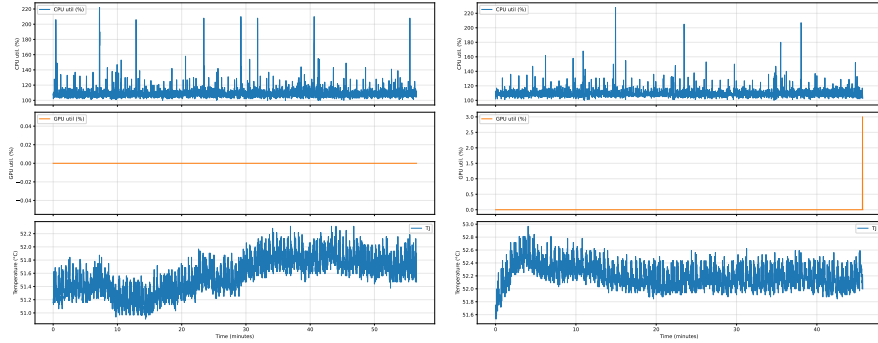 CPU util (%)
CPU util. (%)
220
200
180
160
140
120
100
GPU util (%)
GPU util. (%)
0.04
0.02
0.00
−0.02
−0.04
TJ
Temperature (°C)
52.2
52.0
51.8
51.6
51.4
51.2
51.0
0 10 20 30 40 50
Time (minutes)
CPU util (%)
CPU util. (%)
220
200
180
160
140
120
100
GPU util (%)
GPU util. (%)
3.0
2.5
2.0
1.5
1.0
0.5
0.0
TJ
Temperature (°C)
53.0
52.8
52.6
52.4
52.2
52.0
51.8
51.6
0 10 20 30 40
Time (minutes)